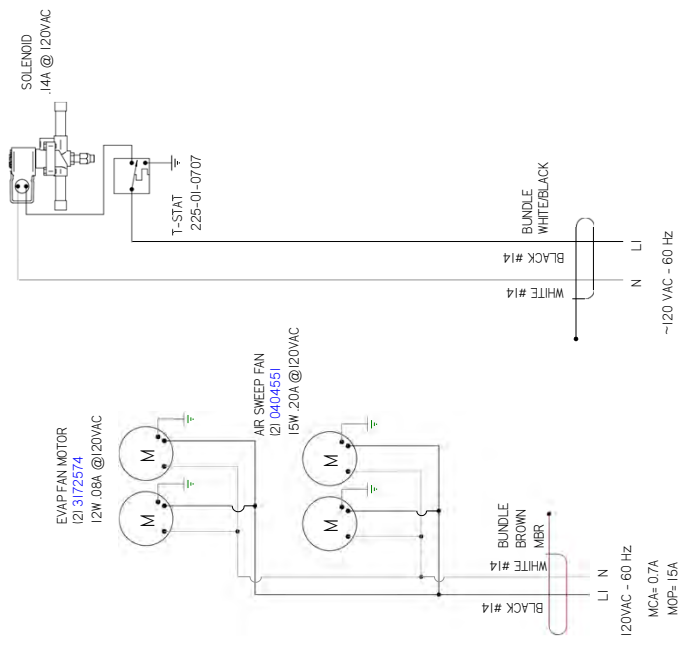 SOLENOID
.14A @ 120VAC
T-STAT
225-01-0707
BUNDLE
WHITE/BLACK
BLACK #14
WHITE #14
N L1
~120 VAC - 60 Hz
EVAP FAN MOTOR
(2) 3172574
12W .08A @120VAC
M
M
AIR SWEEP FAN
(2) 0404551
15W .20A @120VAC
M
M
BUNDLE
BROWN
MBR
WHITE #14
BLACK #14
L1 N
120VAC - 60 Hz
MCA= 0.7A
MOP= 15A